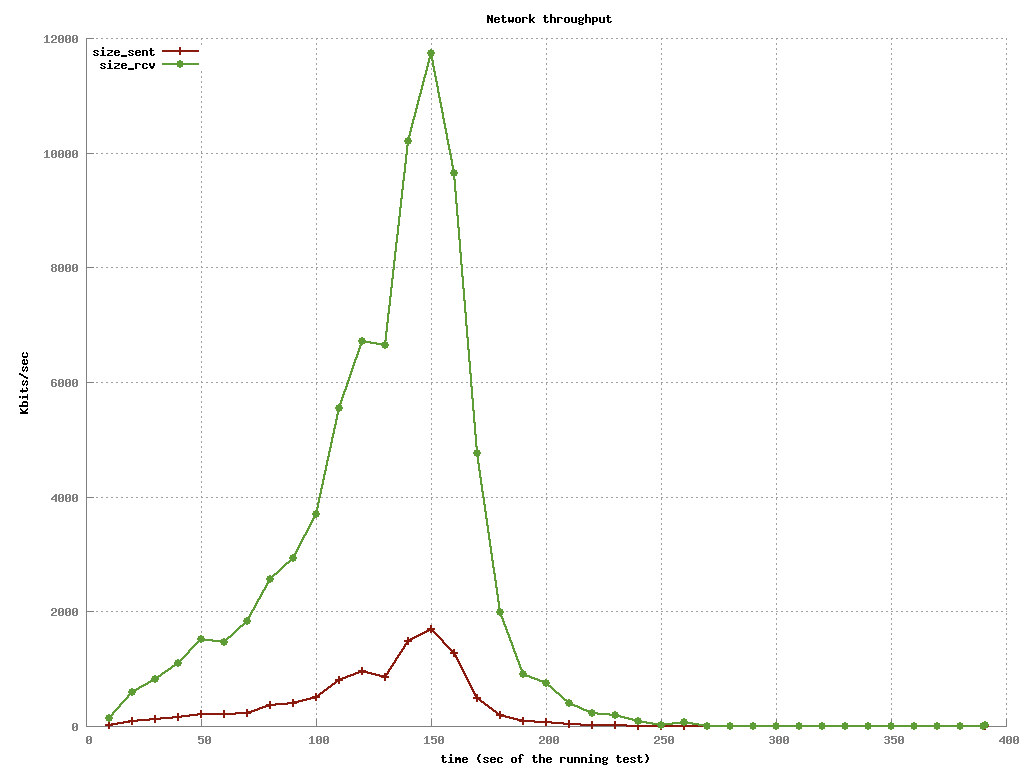 Network throughput
size_sent
size_rcv
12000
10000
8000
6000
4000
2000
0
Kbits/sec
0 50 100 150 200 250 300 350 400
time (sec of the running test)